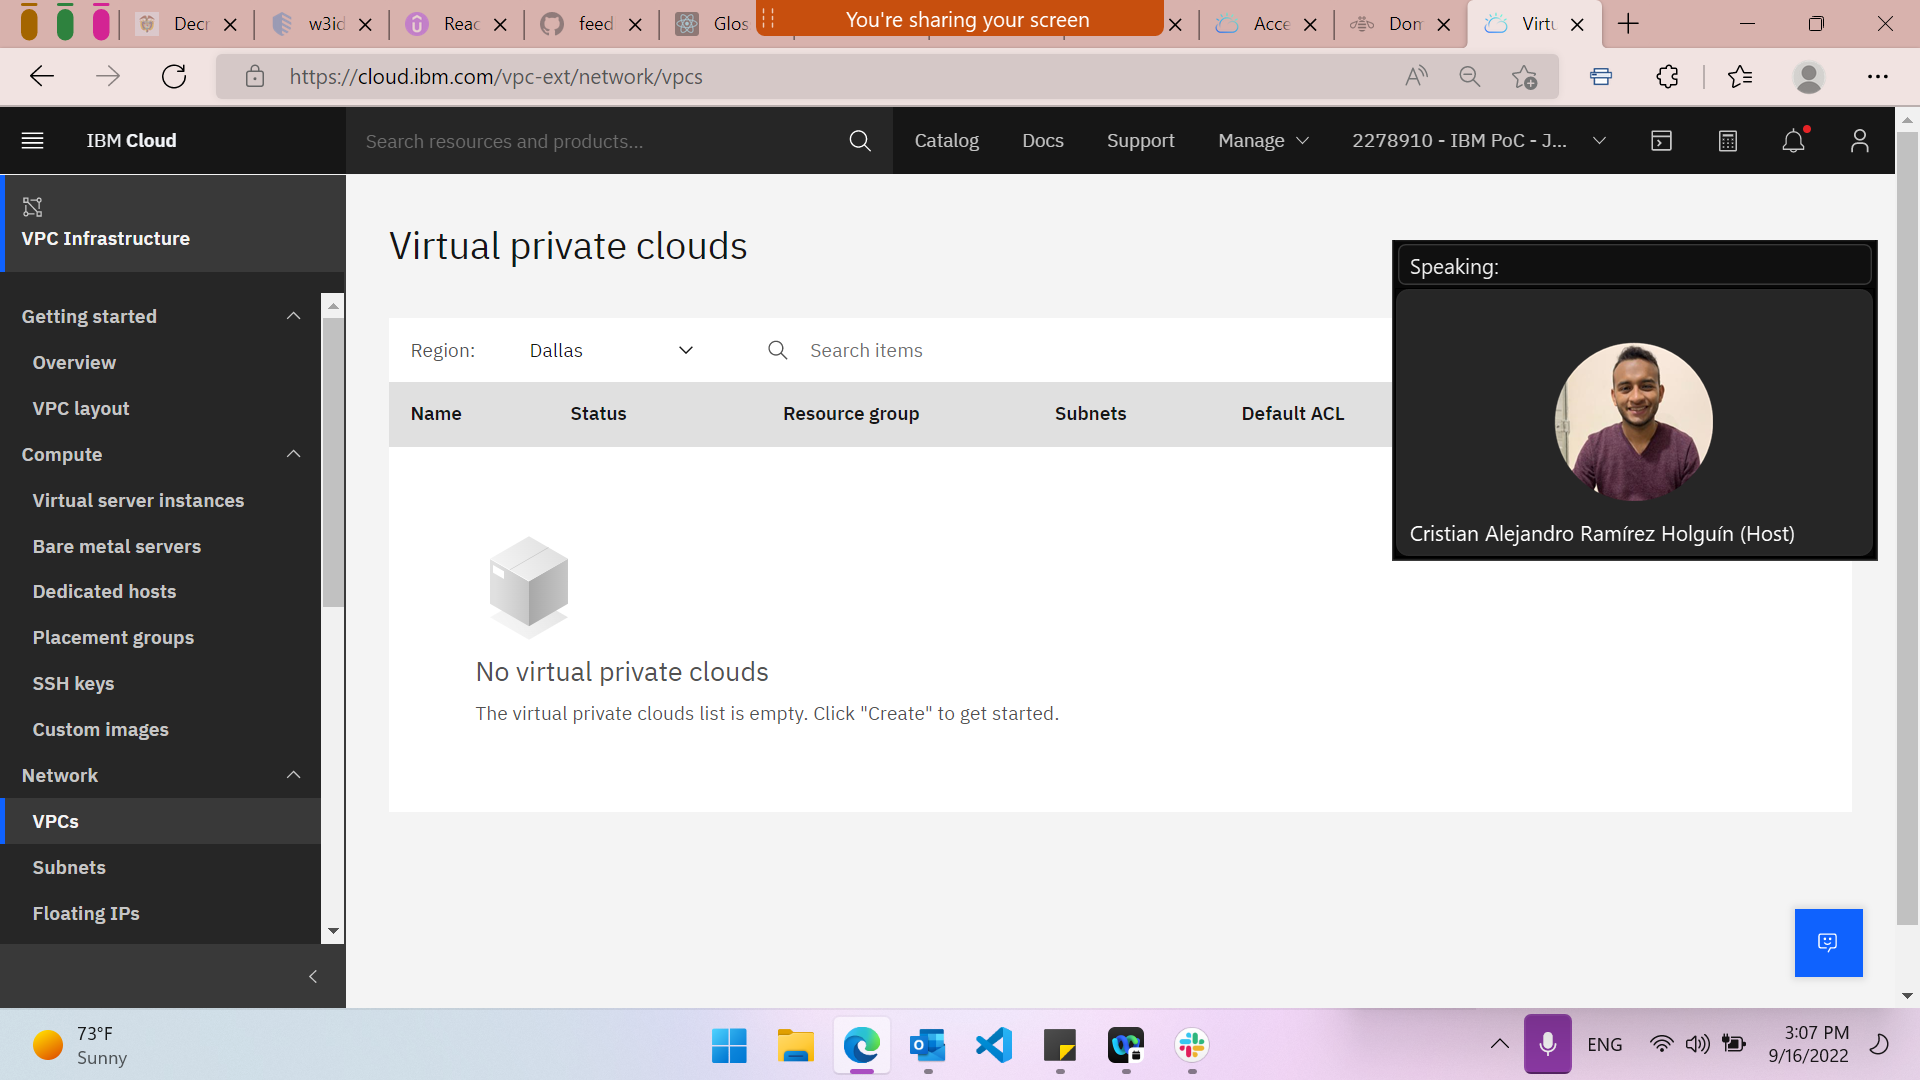 Decr
w3id
Reac
feed
Glos
You're sharing your screen
Acce
Dom
Virtu
https://cloud.ibm.com/vpc-ext/network/vpcs
IBM Cloud
Search resources and products...
Catalog
Docs
Support
Manage
2278910 - IBM PoC - J...
VPC Infrastructure
Getting started
Overview
VPC layout
Compute
Virtual server instances
Bare metal servers
Dedicated hosts
Placement groups
SSH keys
Custom images
Network
VPCs
Subnets
Floating IPs
Virtual private clouds
Region:
Dallas
Search items
Name
Status
Resource group
Subnets
Default ACL
No virtual private clouds
The virtual private clouds list is empty. Click "Create" to get started.
Speaking:
Cristian Alejandro Ramírez Holguín (Host)
73°F
Sunny
ENG
3:07 PM
9/16/2022